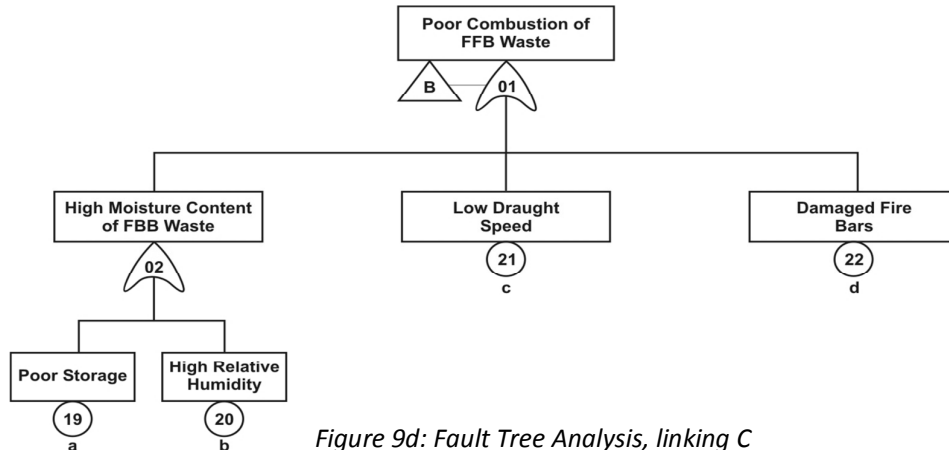 Poor Combustion of
FFB Waste
B
01
High Moisture Content
of FBB Waste
Low Draught
Speed
Damaged Fire
Bars
02
21
c
22
d
Poor Storage
High Relative
Humidity
19
a
20
b
Figure 9d: Fault Tree Analysis, linking C